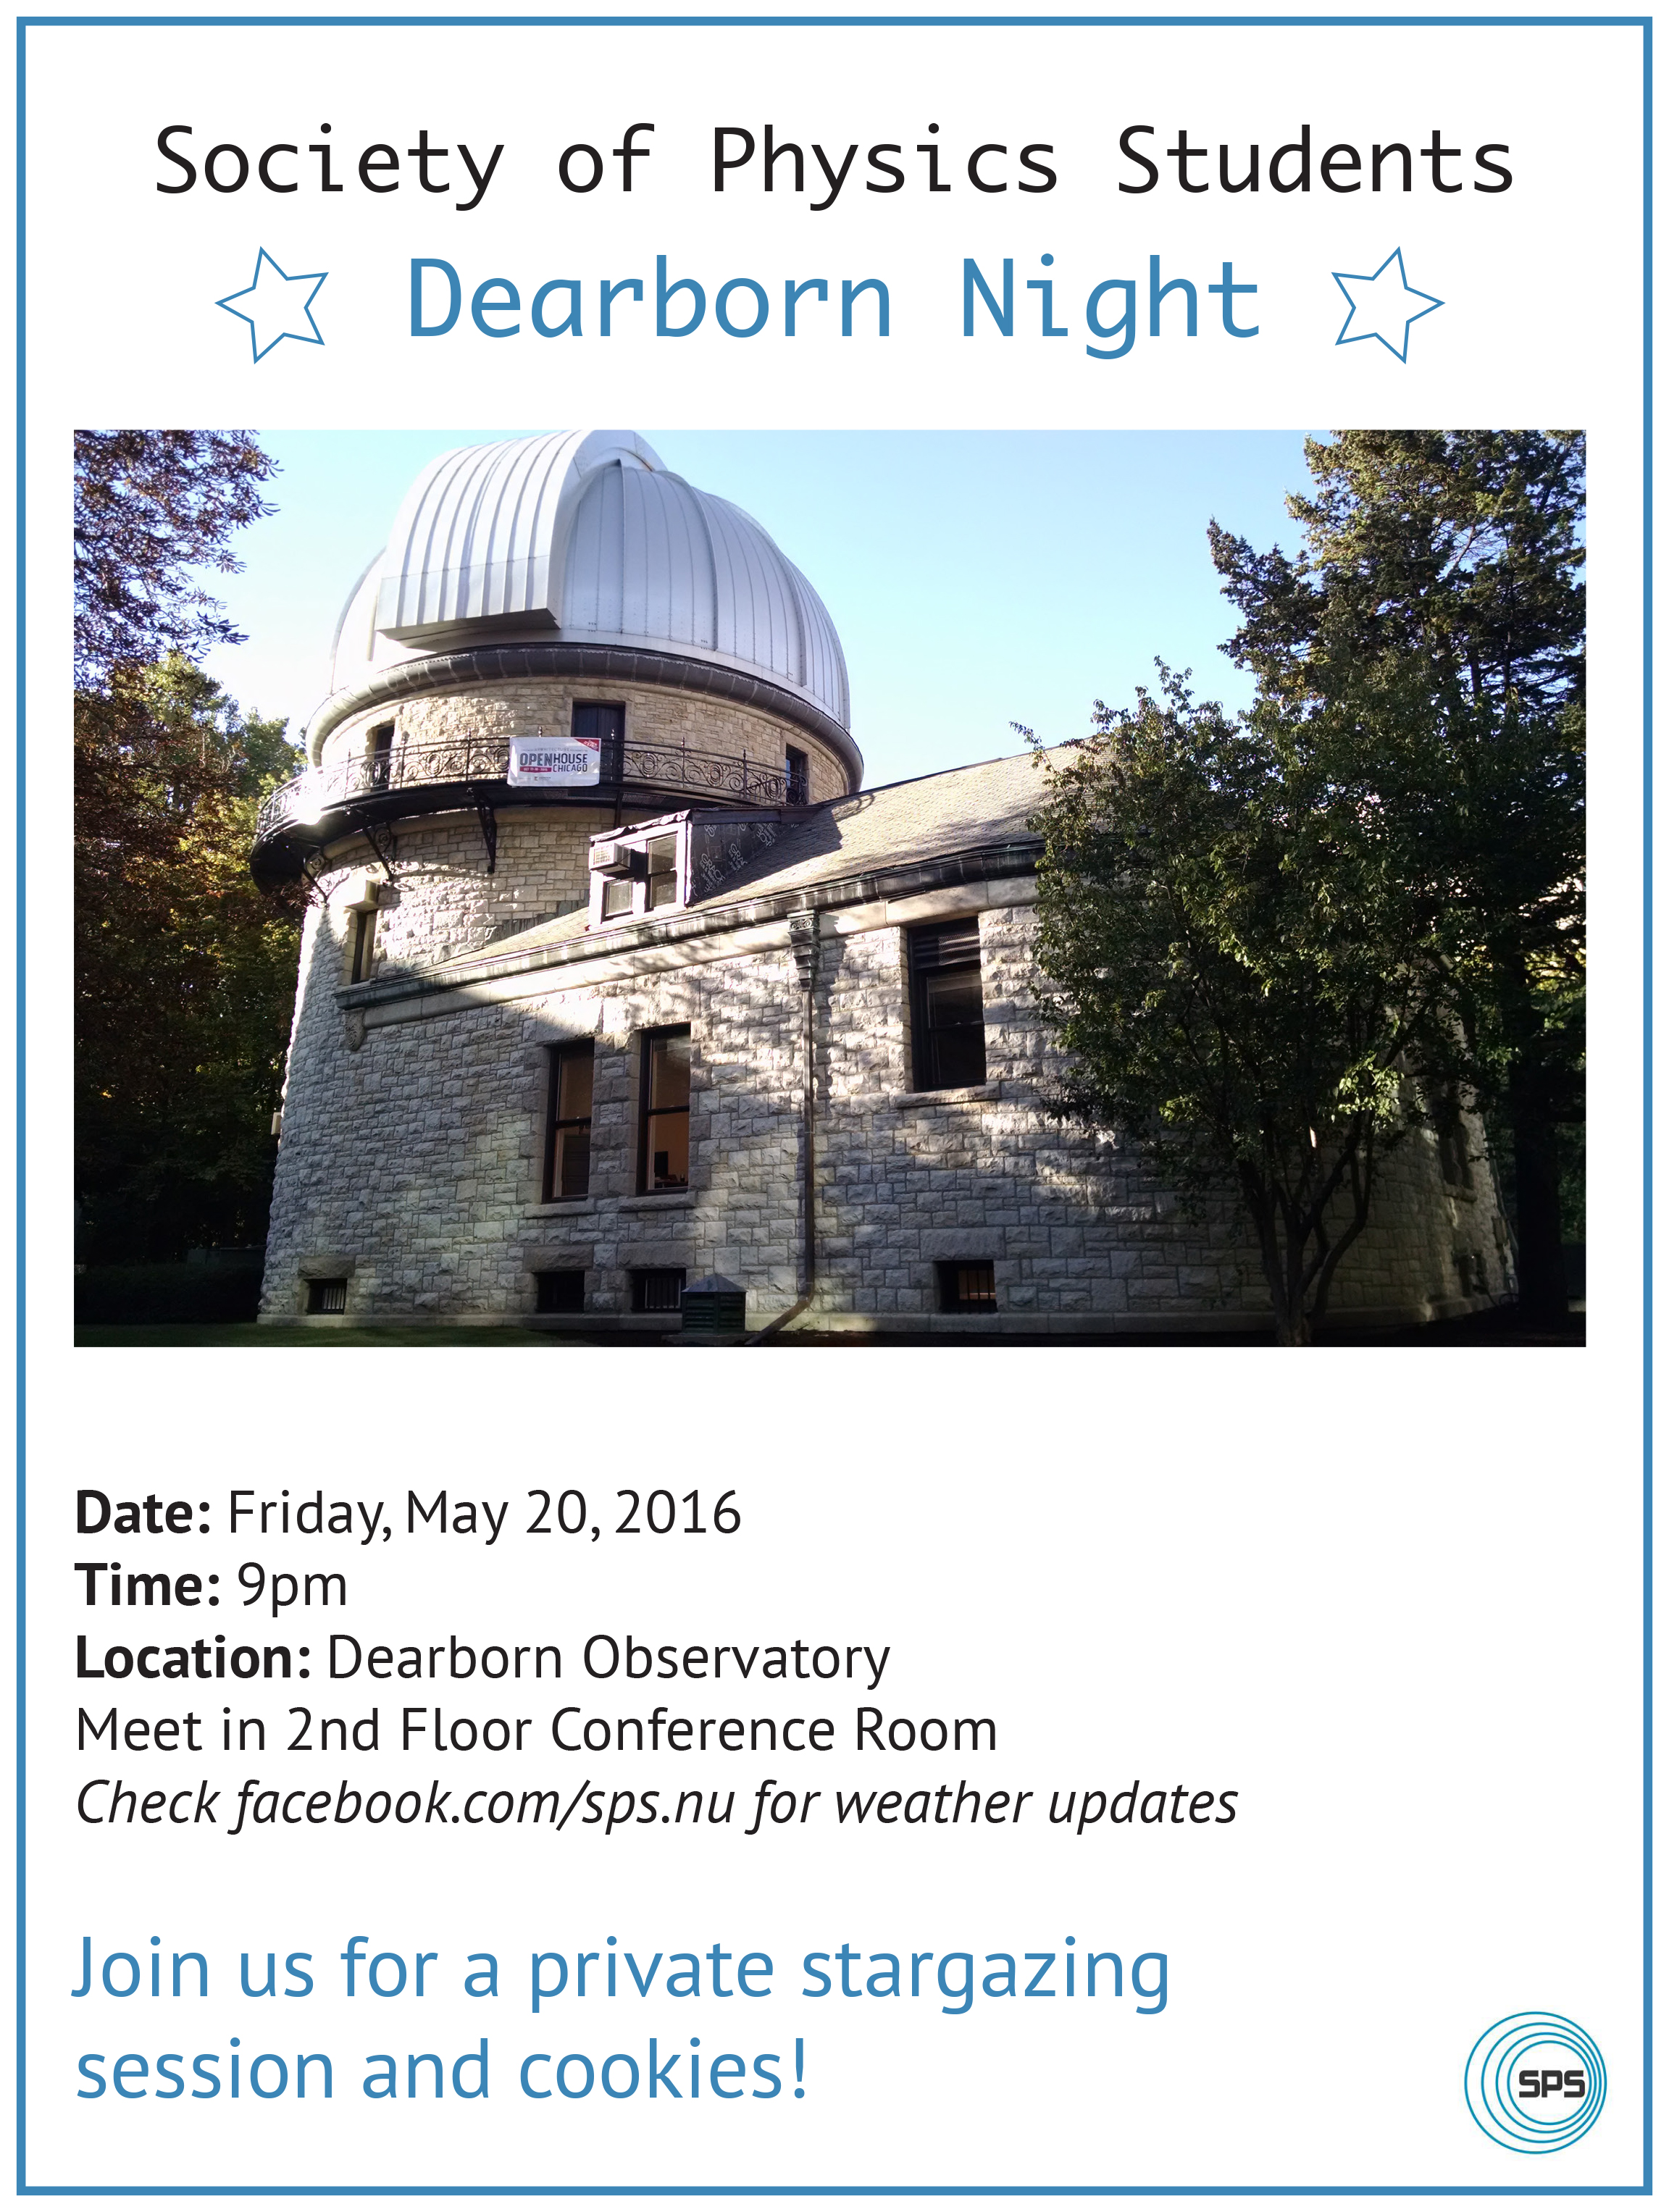 Society of Physics Students
Dearborn Night
OPENHOUSE
CHICAGO
Date: Friday, May 20, 2016
Time: 9pm
Location: Dearborn Observatory
Meet in 2nd Floor Conference Room
Check facebook.com/sps.nu for weather updates
Join us for a private stargazing
session and cookies!
SPS